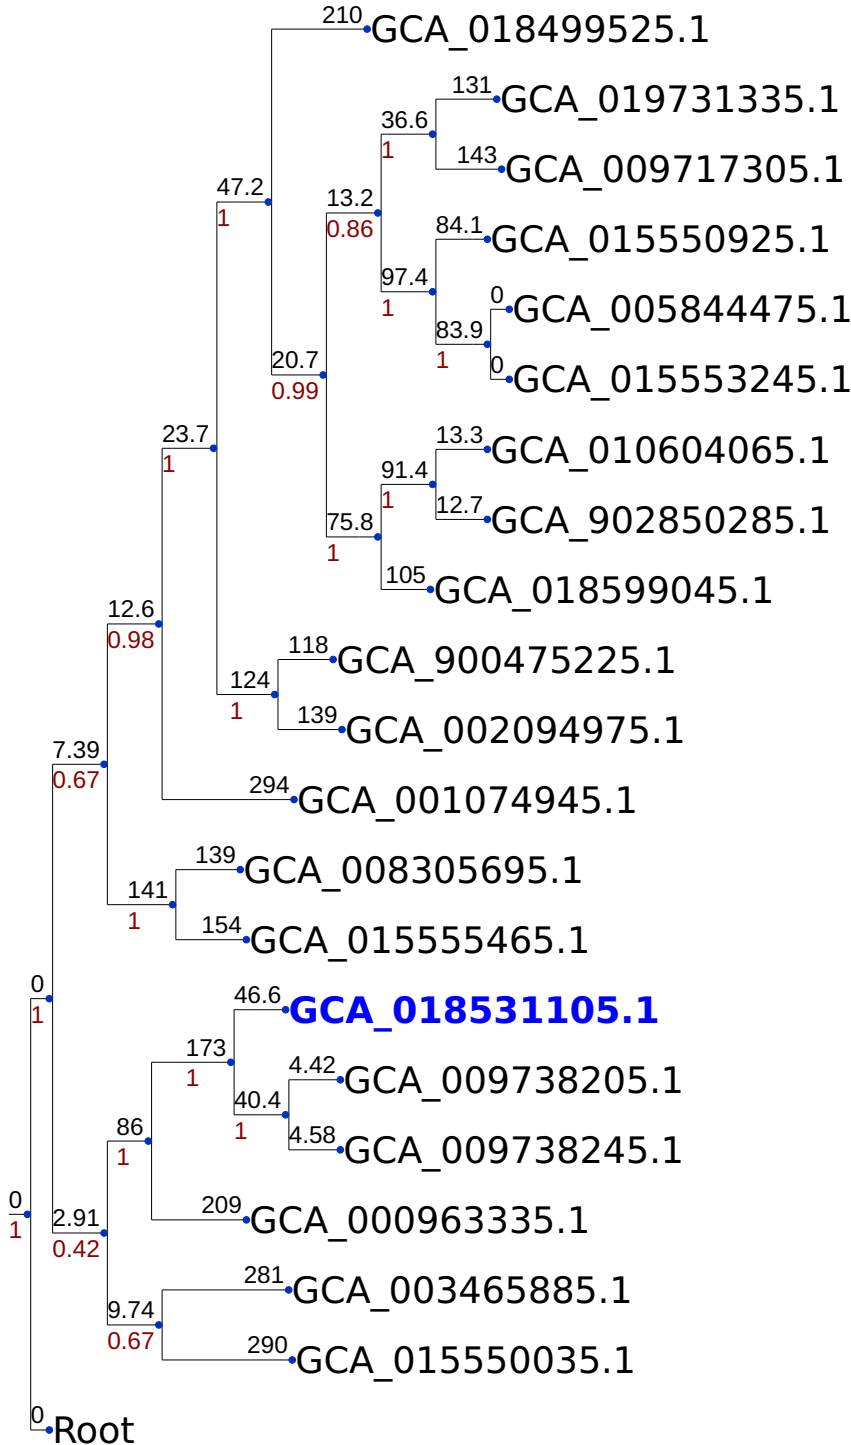 210 GCA_018499525.1
131 GCA_019731335.1
36.6
1
143 GCA_009717305.1
47.2
1
13.2
0.86
84.1 GCA_015550925.1
97.4
1
0 GCA_005844475.1
83.9
1
20.7
0.99
0 GCA_015553245.1
23.7
1
13.3 GCA_010604065.1
91.4
1
12.7 GCA_902850285.1
75.8
1
105 GCA_018599045.1
12.6
0.98
118 GCA_900475225.1
124
1
139 GCA_002094975.1
7.39
0.67
294 GCA_001074945.1
139 GCA_008305695.1
141
1
154 GCA_015555465.1
0
1
46.6 GCA_018531105.1
173
1
4.42 GCA_009738205.1
40.4
1
86
1
4.58 GCA_009738245.1
0
1
2.91
0.42
209 GCA_000963335.1
281 GCA_003465885.1
9.74
0.67
290 GCA_015550035.1
0 Root